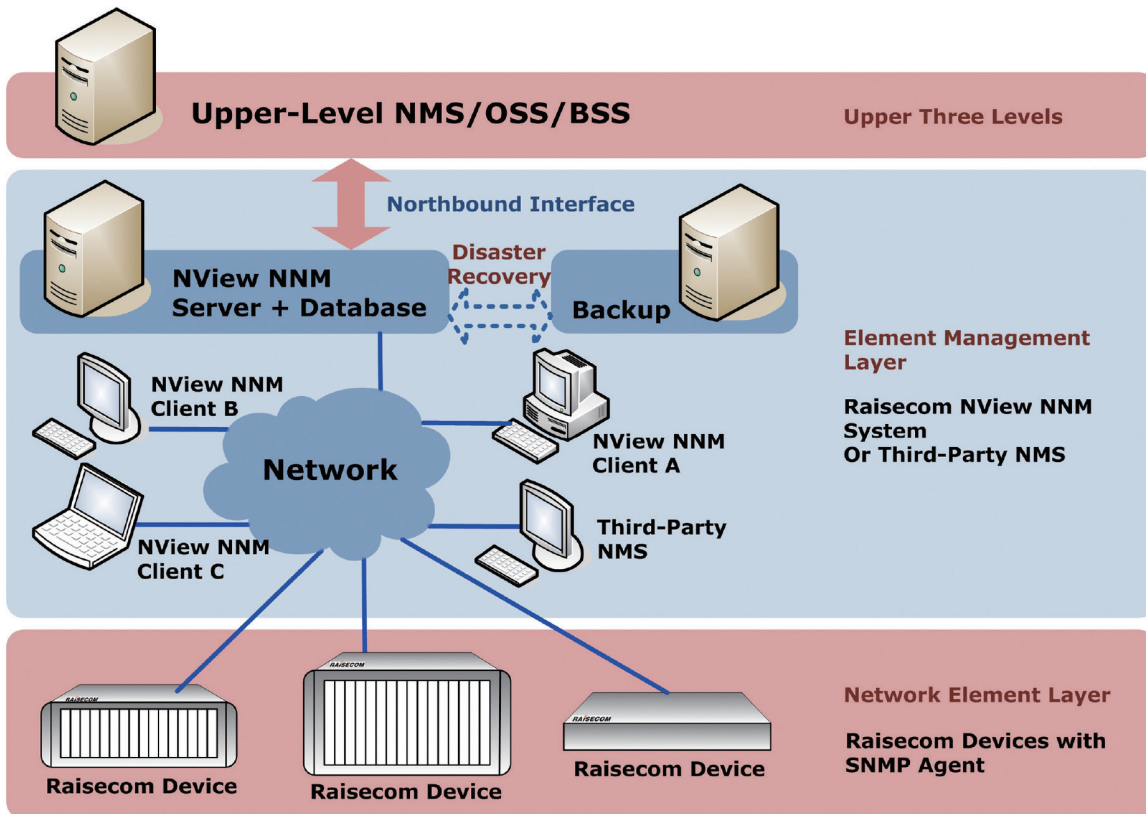 Upper-Level NMS/OSS/BSS
Upper Three Levels
Northbound Interface
Disaster
Recovery
NView NNM
Server + Database
Backup
Element Management
Layer
Raisecom NView NNM
System
Or Third-Party NMS
NView NNM
Client B
NView NNM
Client A
Network
NView NNM
Client C
Third-Party
NMS
RAISECOM
RAISECOM
RAISECOM
Raisecom Device
Raisecom Device
Raisecom Device
Network Element Layer
Raisecom Devices with
SNMP Agent